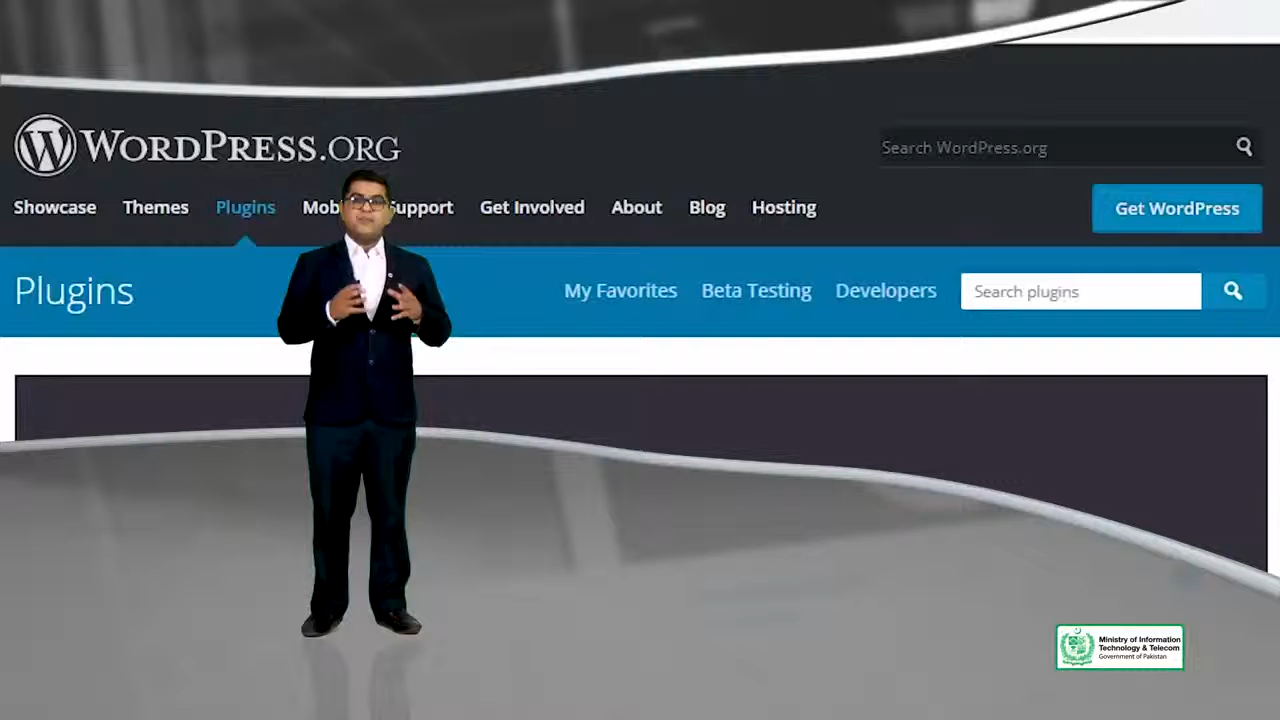 WORDPRESS.ORG
Search WordPress.org
Showcase Themes Plugins Mob Support Get Involved About Blog Hosting
Get WordPress
Plugins
My Favorites Beta Testing Developers
Search plugins
Ministry of Information
Technology & Telecom
Government of Pakistan